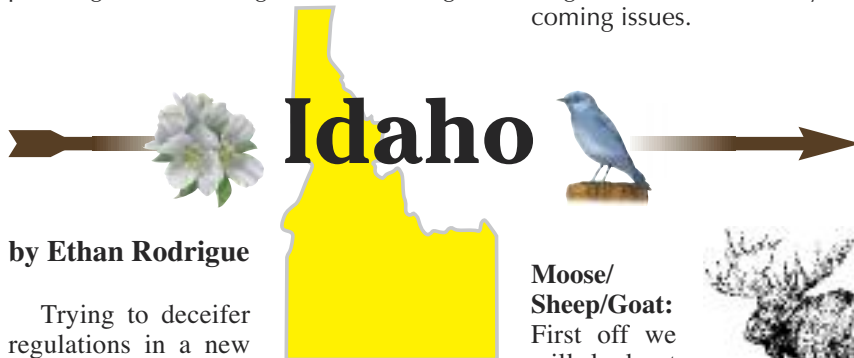 coming issues.
Idaho
by Ethan Rodrigue
Trying to deceifer
regulations in a new
Moose/
Sheep/Goat:
First off we